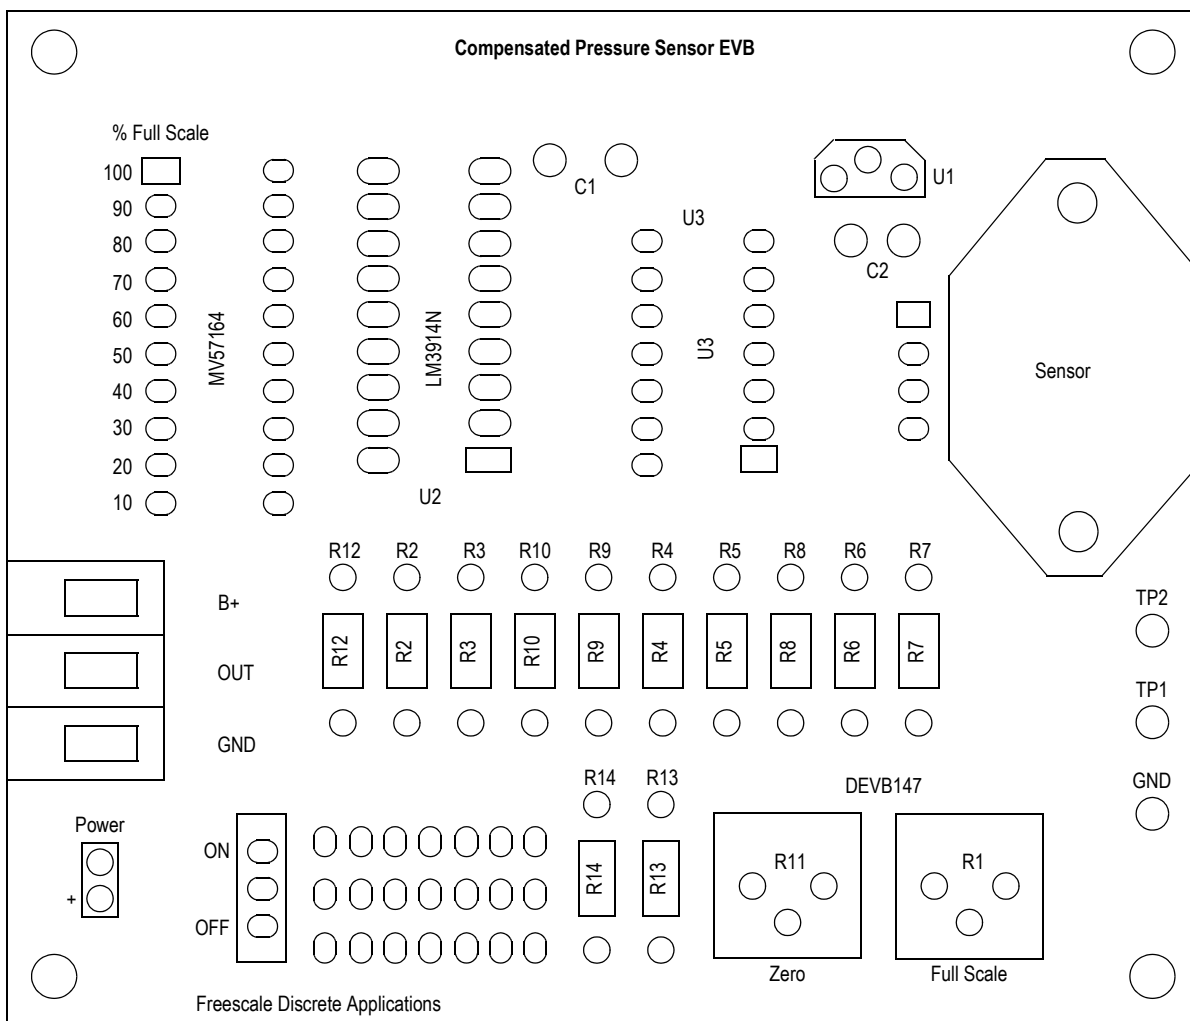 Compensated Pressure Sensor EVB
% Full Scale
100
90
80
70
60
50
40
30
20
10
MV57164
LM3914N
U2
C1
U3
U3
U1
C2
Sensor
R12 R2 R3 R10 R9 R4 R5 R8 R6 R7
R12 R2 R3 R10 R9 R4 R5 R8 R6 R7
B+
OUT
GND
TP2
TP1
GND
R14 R13
R14 R13
DEVB147
R11
Zero
R1
Full Scale
Power
+
ON
OFF
Freescale Discrete Applications